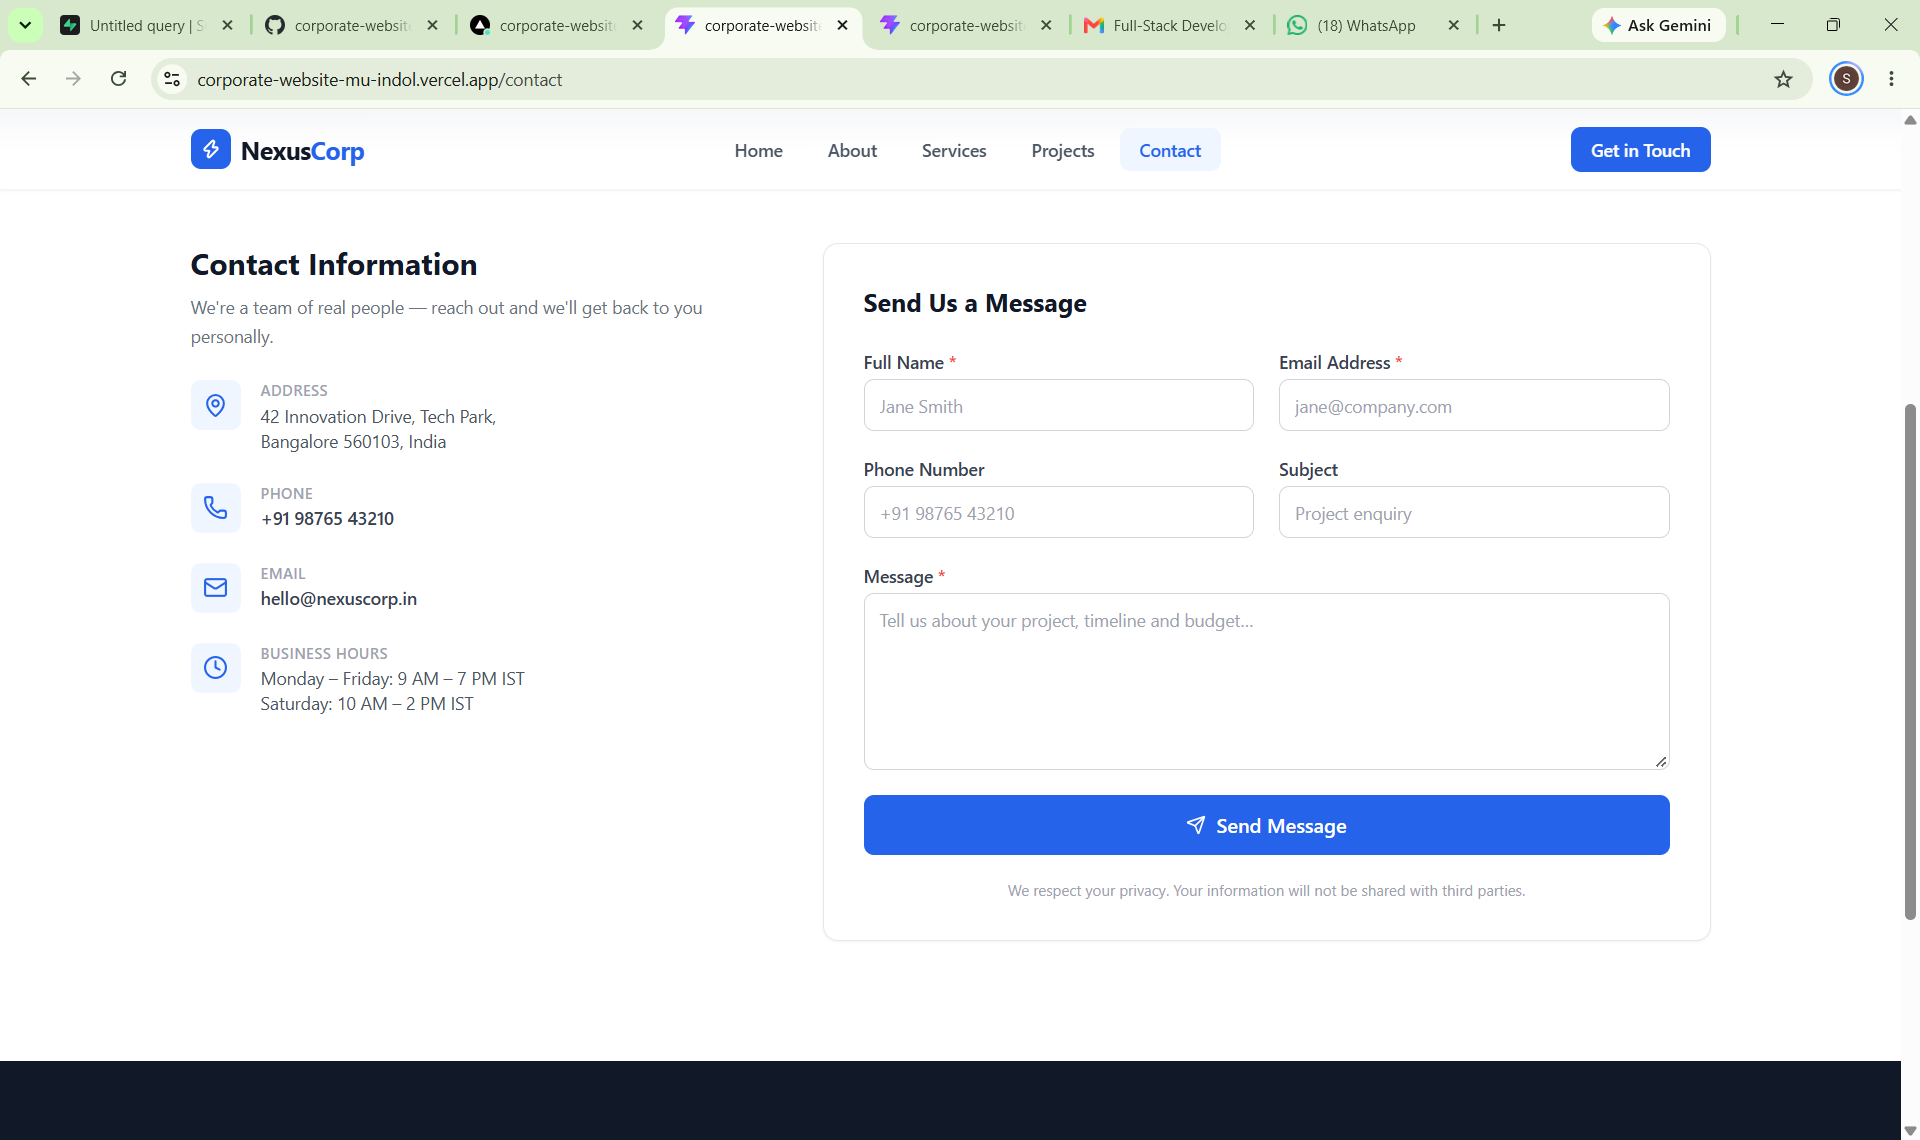 Untitled query | S
corporate-website
corporate-website
corporate-website
corporate-website
Full-Stack Develo
(18) WhatsApp
Ask Gemini
corporate-website-mu-indol.vercel.app/contact
S
NexusCorp
Home
About
Services
Projects
Contact
Get in Touch
Contact Information
We're a team of real people — reach out and we'll get back to you
personally.
ADDRESS
42 Innovation Drive, Tech Park,
Bangalore 560103, India
PHONE
+91 98765 43210
EMAIL
hello@nexuscorp.in
BUSINESS HOURS
Monday – Friday: 9 AM – 7 PM IST
Saturday: 10 AM – 2 PM IST
Send Us a Message
Full Name *
Email Address *
Jane Smith
jane@company.com
Phone Number
Subject
+91 98765 43210
Project enquiry
Message *
Tell us about your project, timeline and budget...
Send Message
We respect your privacy. Your information will not be shared with third parties.